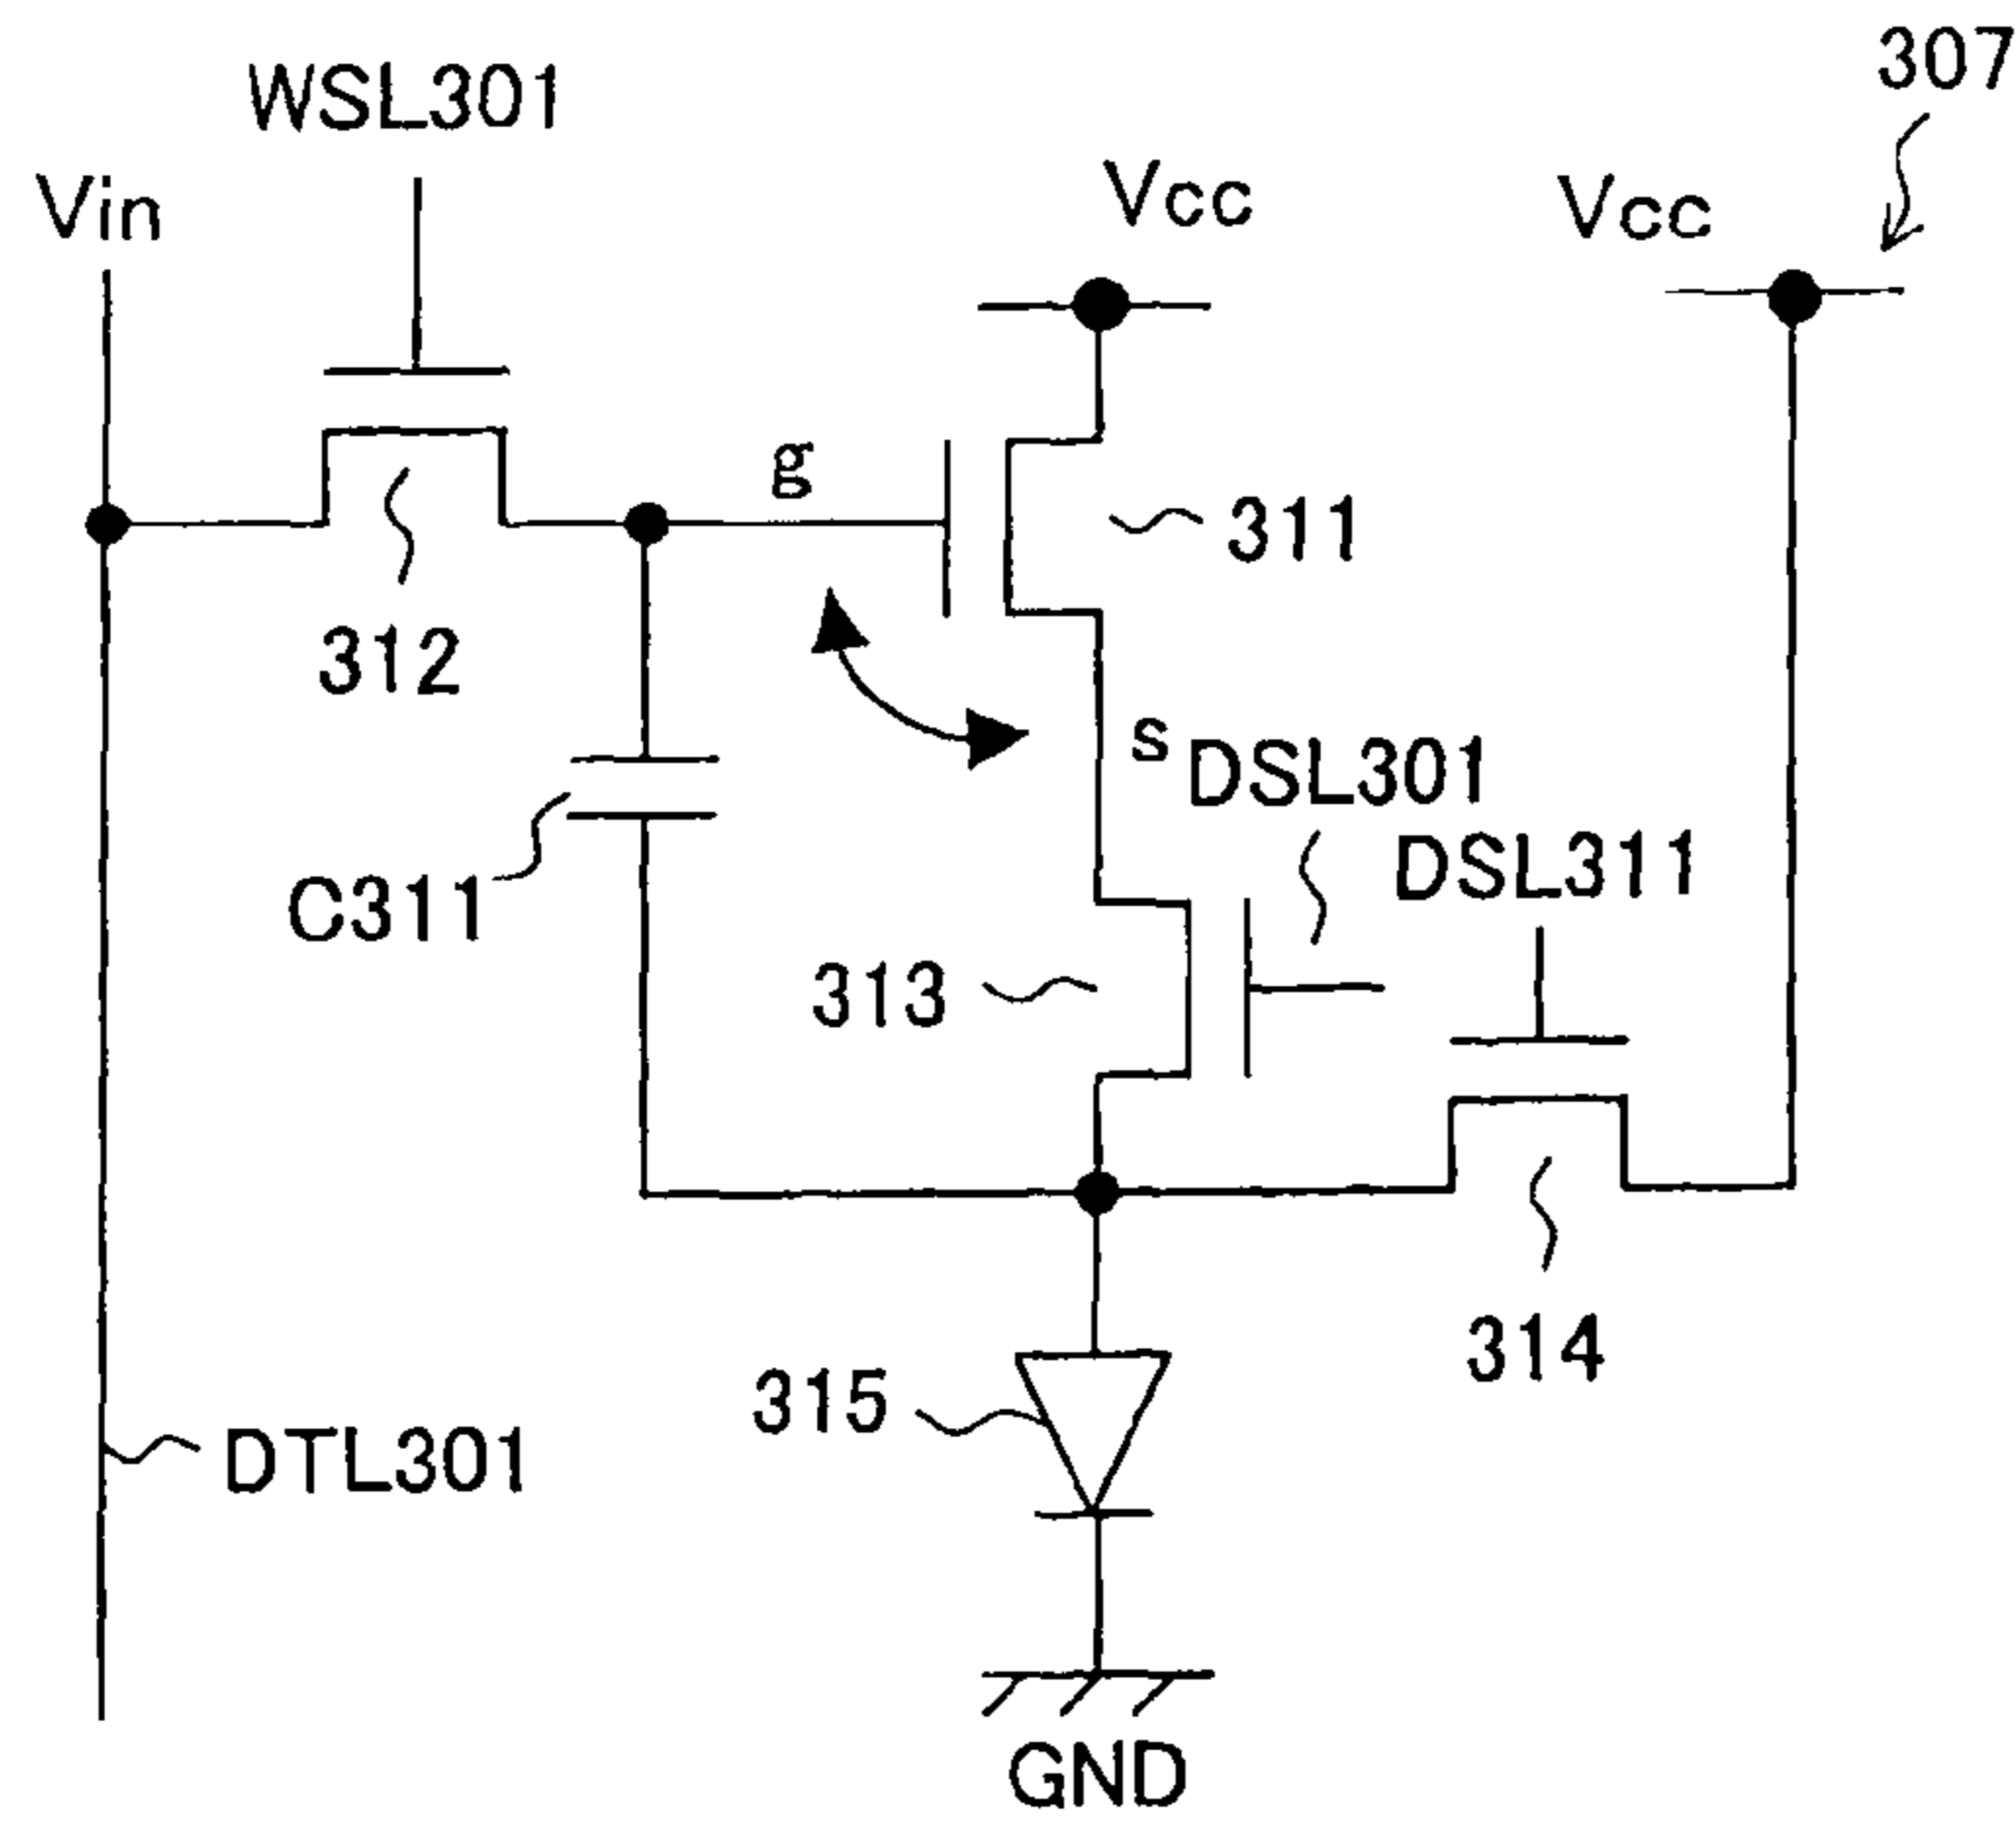 307
WSL301
Vin
Vcc
Vcc
g
311
312
s
DSL301
DSL311
C311
313
314
315
DTL301
GND